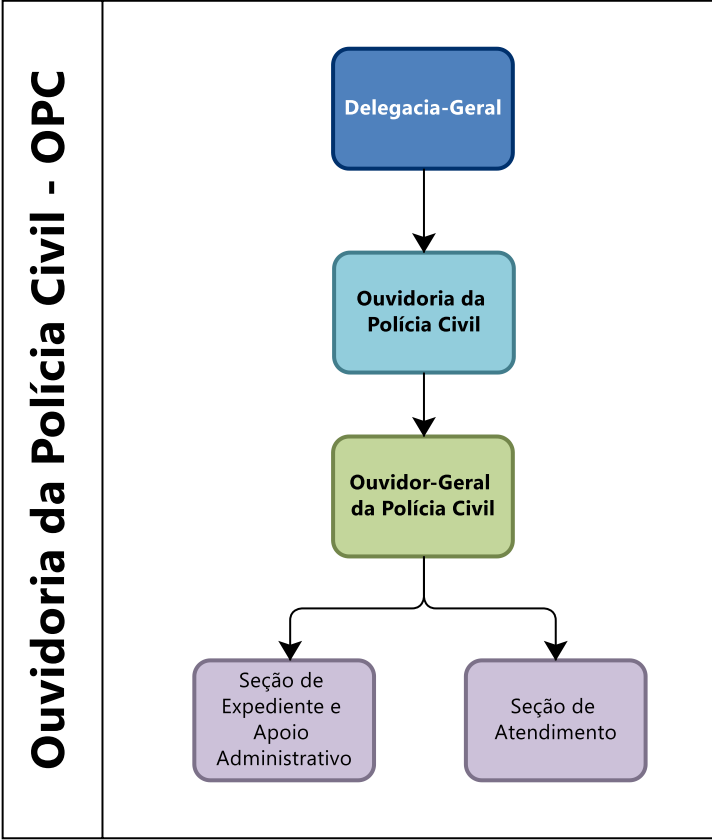 Ouvidoria da Polícia Civil - OPC
Delegacia-Geral
Ouvidoria da
Polícia Civil
Ouvidor-Geral
da Polícia Civil
Seção de
Expediente e
Apoio
Administrativo
Seção de
Atendimento